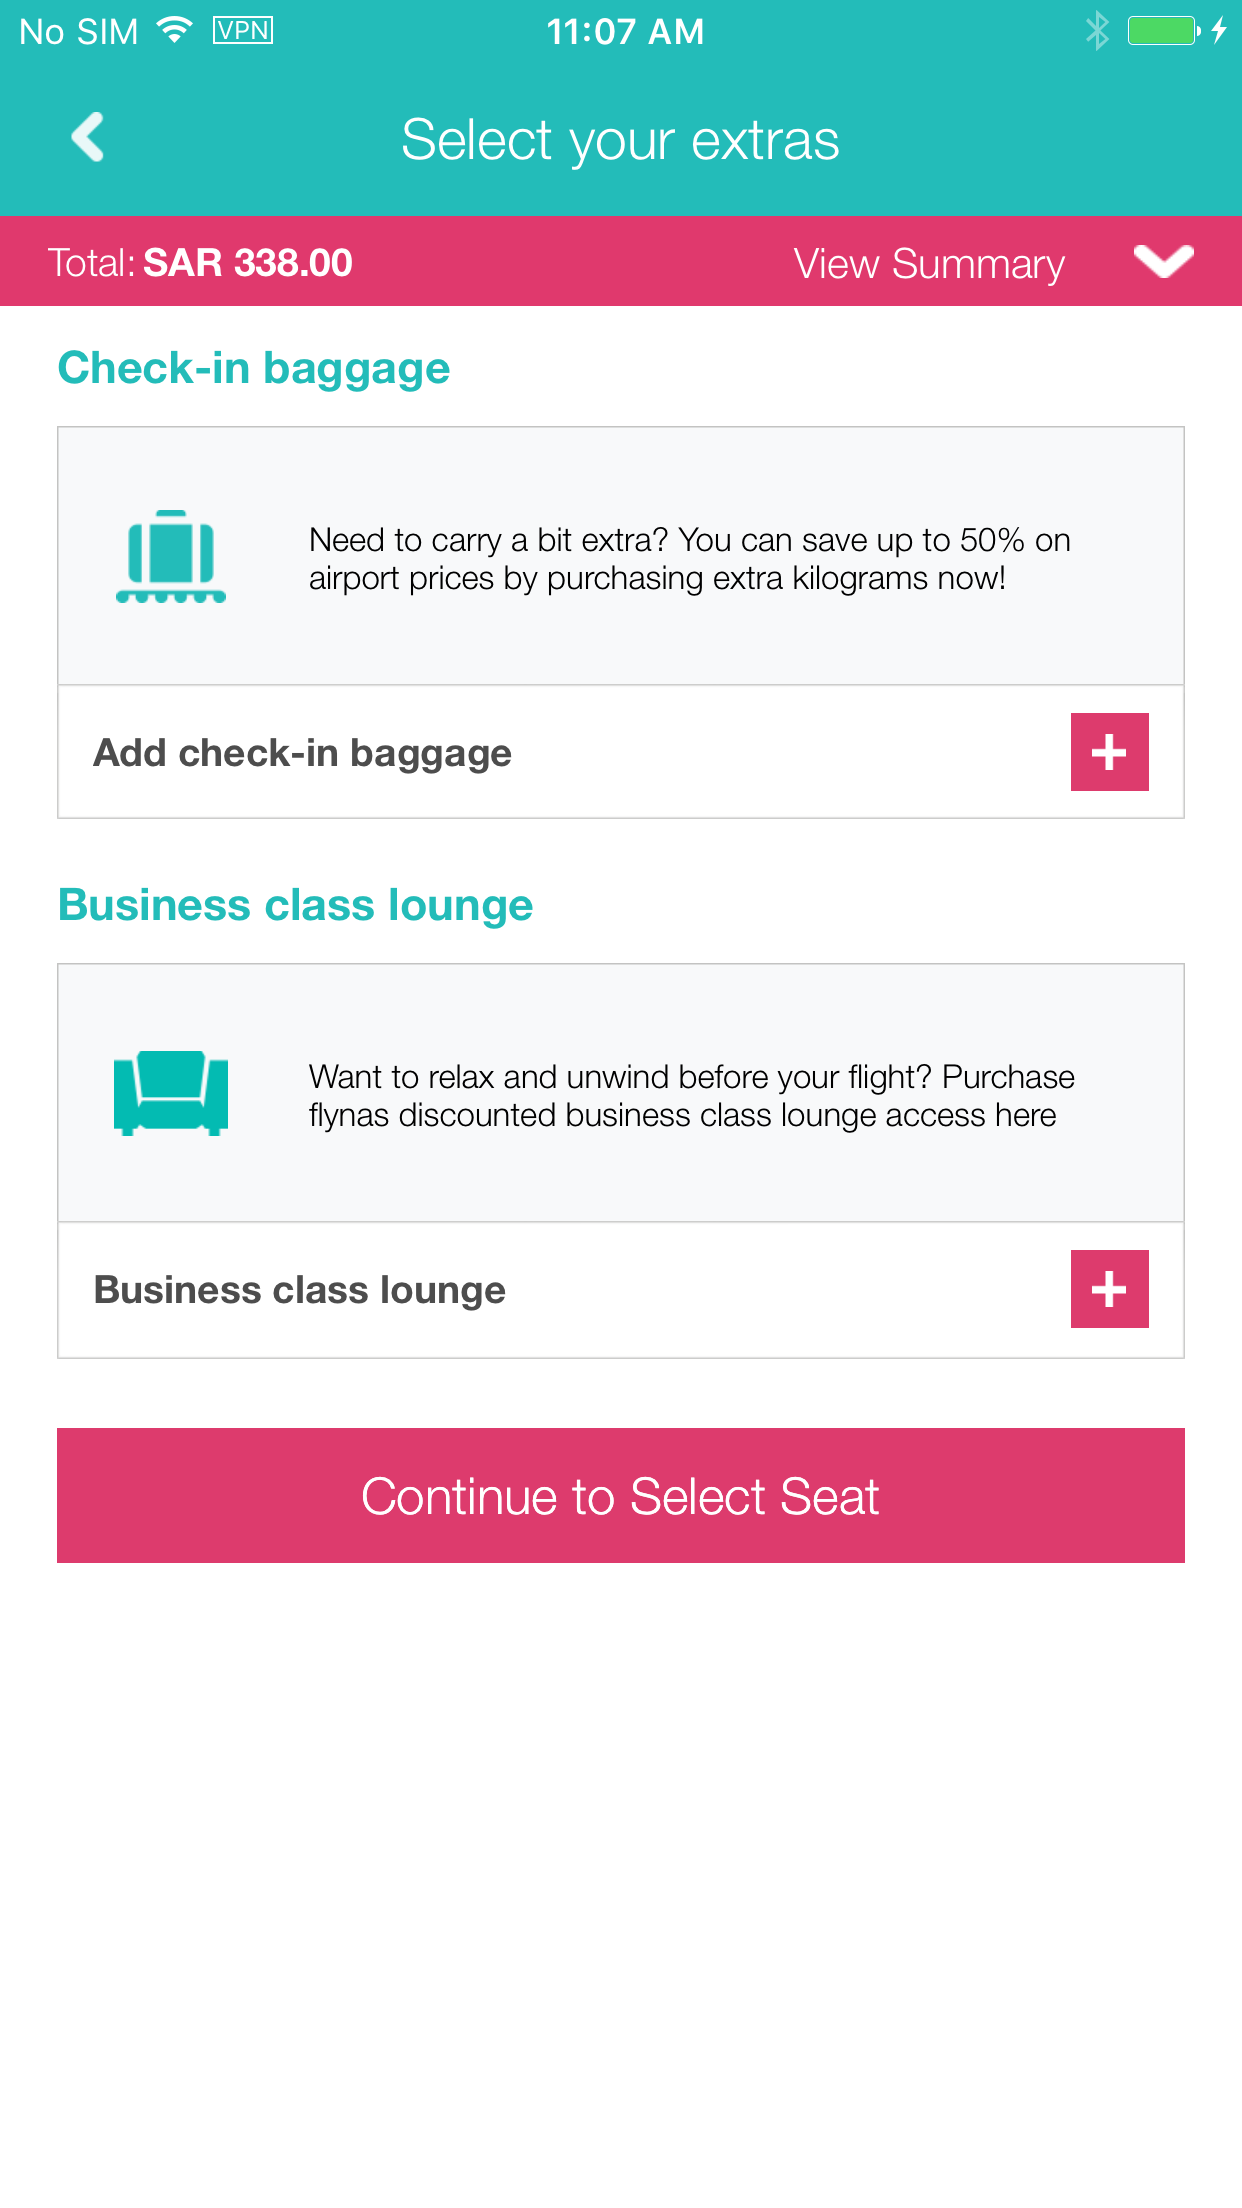 No SIM VPN 11:07 AM
Select your extras
Total: SAR 338.00 View Summary
Check-in baggage
Need to carry a bit extra? You can save up to 50% on
airport prices by purchasing extra kilograms now!
Add check-in baggage
Business class lounge
Want to relax and unwind before your flight? Purchase
flynas discounted business class lounge access here
Business class lounge
Continue to Select Seat